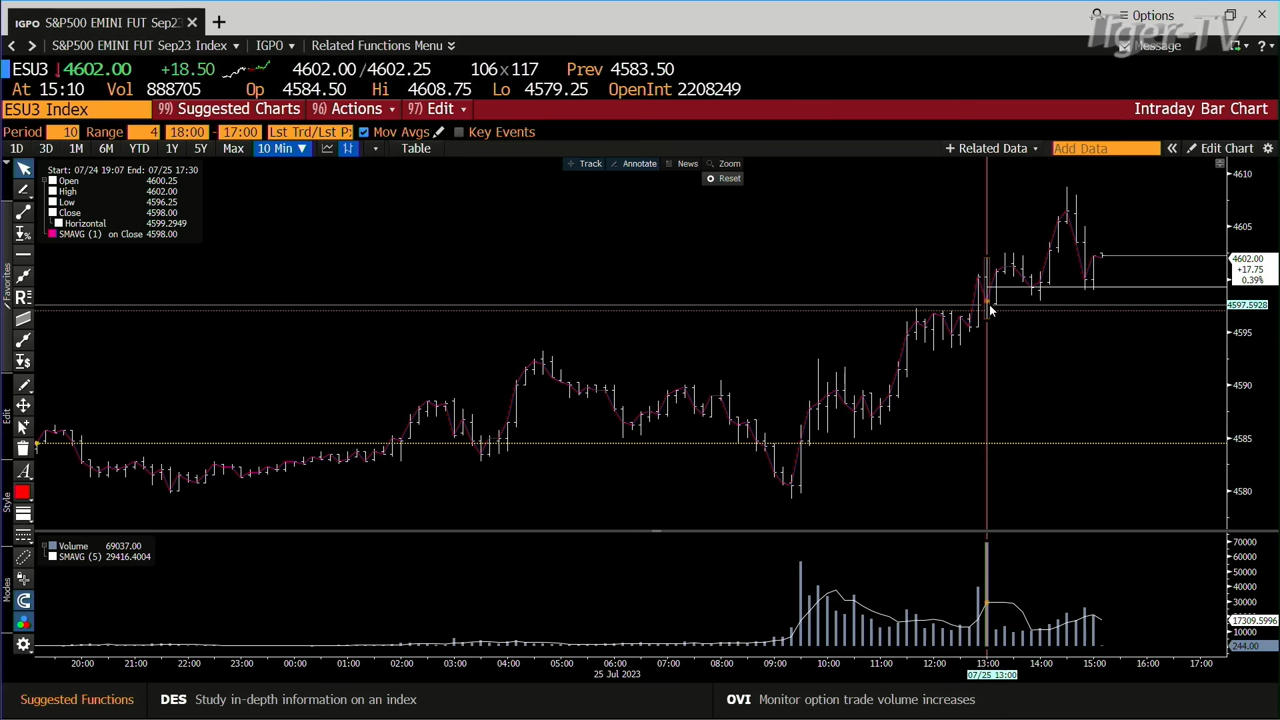 IGPO S&P500 EMINI FUT Sep23 × +
Options
Tiger-TV
S&P500 EMINI FUT Sep23 Index IGPO Related Functions Menu
Message
ESU3 ↓4602.00 +18.50 4602.00/4602.25 106x117 Prev 4583.50
At 15:10 Vol 888705 Op 4584.50 Hi 4608.75 Lo 4579.25 OpenInt 2208249
ESU3 Index 99) Suggested Charts 96) Actions 97) Edit Intraday Bar Chart
Period 10 Range 4 18:00 - 17:00 Lst Trd/Lst P: Mov Avgs Key Events
1D 3D 1M 6M YTD 1Y 5Y Max 10 Min ▼ Table + Related Data Add Data « Edit Chart
Track Annotate News Zoom
Reset
Start: 07/24 19:07 End: 07/25 17:30
Open 4600.25
High 4602.00
Low 4596.25
Close 4598.00
Horizontal 4599.2949
SMAVG (1) on Close 4598.00
Favorites
Edit
Style
Modes
4610
4605
4602.00
+17.75
0.39%
4597.5928
4595
4590
4585
4580
Volume 69037.00
SMAVG (5) 29416.4004
70000
60000
50000
40000
30000
17309.5996
10000
244.00
20:00 21:00 22:00 23:00 00:00 01:00 02:00 03:00 04:00 05:00 06:00 07:00 08:00 09:00 10:00 11:00 12:00 13:00 14:00 15:00 16:00 17:00
25 Jul 2023
07/25 13:00
Suggested Functions DES Study in-depth information on an index OVI Monitor option trade volume increases